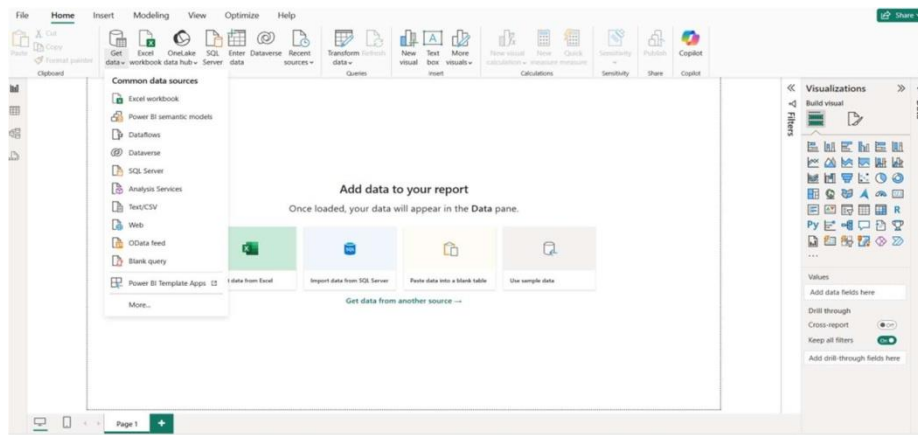 File Home Insert Modeling View Optimize Help
Share
Paste
Cut
Copy
Format painter
Clipboard
Get data
Excel workbook
OneLake data hub
SQL Server
Enter data
Dataverse
Recent sources
Transform data
Refresh
Queries
New visual
Text box
More visuals
Insert
New visual calculation
New measure
Quick measure
Calculations
Sensitivity
Sensitivity
Publish
Share
Copilot
Copilot
Common data sources
Excel workbook
Power BI semantic models
Dataflows
Dataverse
SQL Server
Analysis Services
Text/CSV
Web
OData feed
Blank query
Power BI Template Apps
More...
Add data to your report
Once loaded, your data will appear in the Data pane.
SQL
data from Excel
Import data from SQL Server
Paste data into a blank table
Use sample data
Get data from another source →
Filters
Visualizations
Build visual
R
Py
...
Values
Add data fields here
Drill through
Cross-report
Off
Keep all filters
On
Add drill-through fields here
Page 1